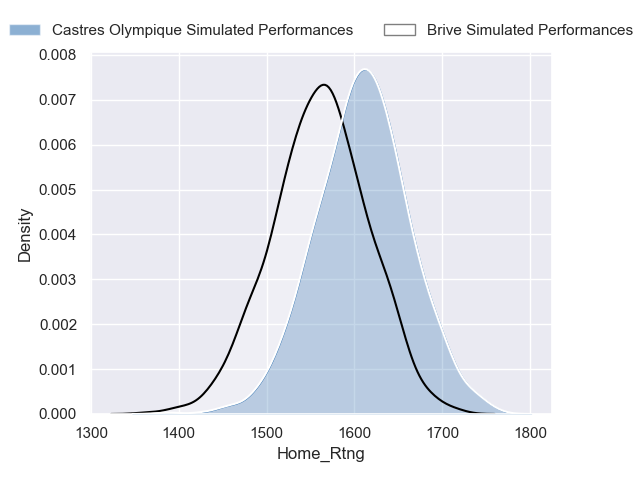 Castres Olympique Simulated Performances
Brive Simulated Performances
0.008
0.007
0.006
0.005
0.004
0.003
0.002
0.001
0.000
Density
1300 1400 1500 1600 1700 1800
Home_Rtng